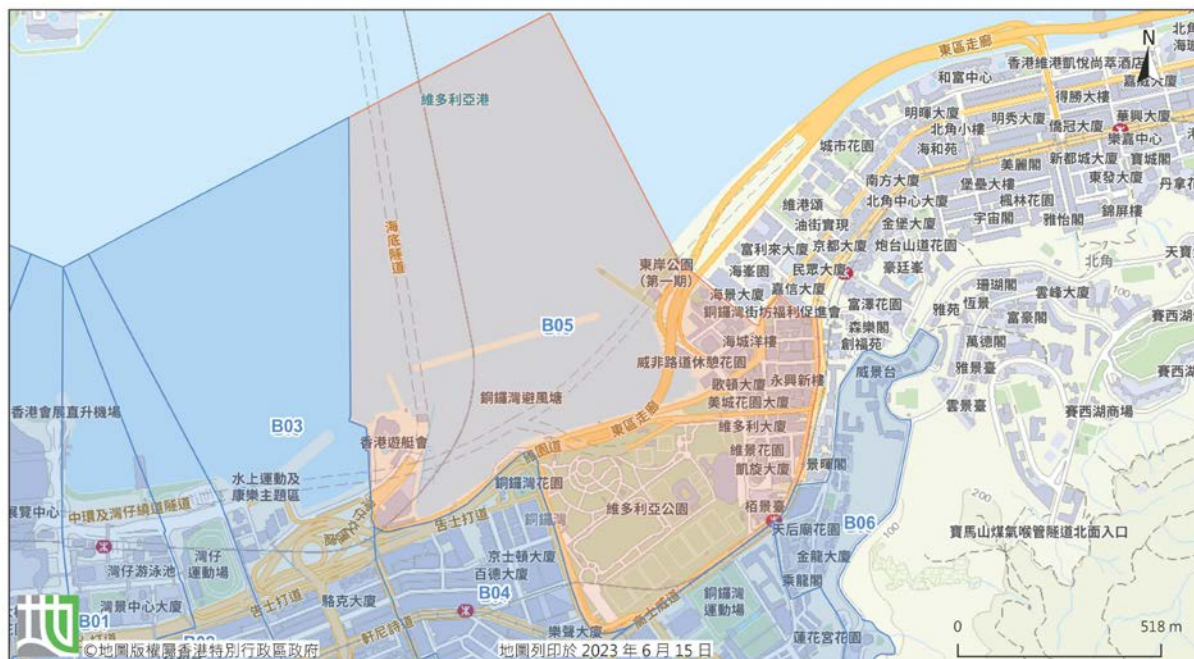 東區走廊
北角
海璇
N
香港維港凱悅尚萃酒店
和富中心
嘉威大廈
得勝大樓
維多利亞港
明暉大廈
明秀大廈
僑冠大廈
華興大廈
北角小樓
樂嘉中心
城市花園
海和苑
新都城大廈
寶城閣
美麗閣
東發大廈
南方大廈
堡壘大樓
丹拿花
維港頌
北角中心大廈
楓林花園
油街實現
金堡大廈
宇宙閣
雅怡閣
錦屏樓
海底隧道
富利來大廈
京都大廈
炮台山道花園
東岸公園
(第一期)
海峯園
民眾大廈
豪廷峯
北角
天寶
嘉信大廈
珊瑚閣
100
海景大廈
富澤花園
雅苑
恆景
雲峰大廈
銅鑼灣街坊福利促進會
富豪閣
賽西湖
B05
海城洋樓
森樂閣
創福苑
萬德閣
威非路道休憩花園
永興新樓
威景台
雅景臺
歌頓大廈
銅鑼灣避風塘
美城花園大廈
雲景臺
賽西湖商場
香港會展直升機場
B03
東區走廊
維多利大廈
香港遊艇會
維園道
維景花園
景暉閣
水上運動及
康樂主題區
凱旋大廈
200
銅鑼灣花園
栢景臺
展覽中心
中環及灣仔繞道隧道
告士打道
銅鑼灣
維多利亞公園
天后廟花園
B06
100
寶馬山煤氣喉管隧道北面入口
灣仔
運動場
京士頓大廈
金龍大廈
灣仔游泳池
百德大廈
乘龍閣
灣景中心大廈
告士打道
駱克大廈
B04
銅鑼灣
運動場
B01
軒尼詩道
樂聲大廈
蓮花宮花園
0
518 m
©地圖版權屬香港特別行政區政府
地圖列印於 2023 年 6 月 15 日